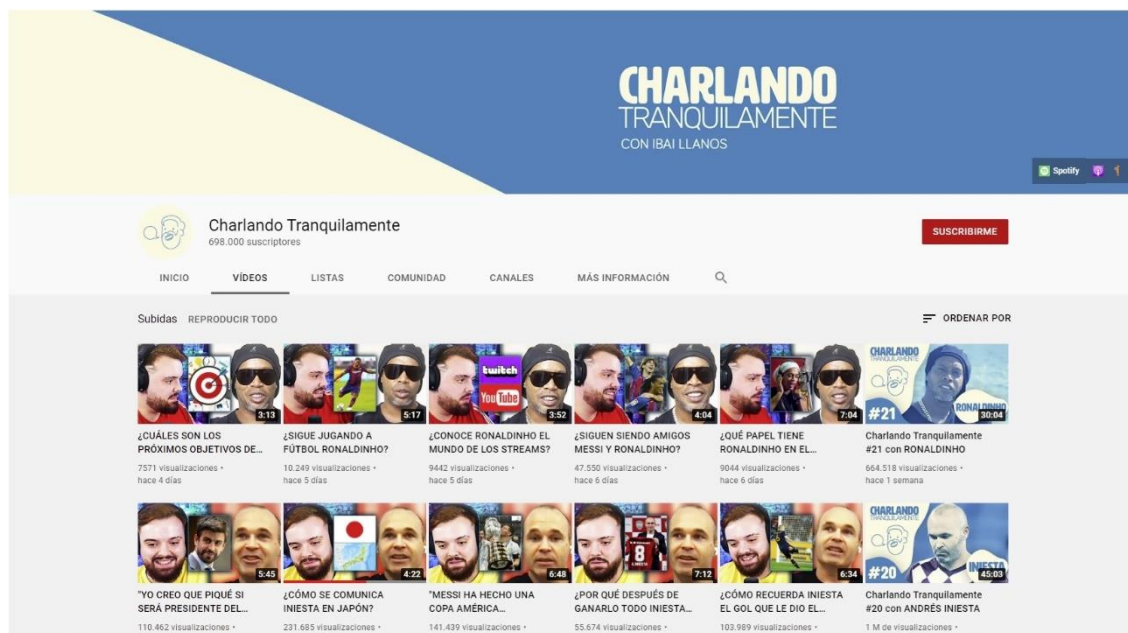 CHARLANDO
TRANQUILAMENTE
CON IBAI LLANOS
Spotify
Charlando Tranquilamente
698.000 suscriptores
SUSCRIBIRME
INICIO VÍDEOS LISTAS COMUNIDAD CANALES MÁS INFORMACIÓN
Subidas REPRODUCIR TODO ORDENAR POR
3:13
¿CUÁLES SON LOS
PRÓXIMOS OBJETIVOS DE...
7571 visualizaciones •
hace 4 días
5:17
¿SIGUE JUGANDO A
FÚTBOL RONALDINHO?
10.249 visualizaciones •
hace 5 días
twitch
YouTube
3:52
¿CONOCE RONALDINHO EL
MUNDO DE LOS STREAMS?
9442 visualizaciones •
hace 5 días
4:04
¿SIGUEN SIENDO AMIGOS
MESSI Y RONALDINHO?
47.550 visualizaciones •
hace 6 días
7:04
¿QUÉ PAPEL TIENE
RONALDINHO EN EL...
9044 visualizaciones •
hace 6 días
CHARLANDO
TRANQUILAMENTE
#21
RONALDINHO
30:04
Charlando Tranquilamente
#21 con RONALDINHO
664.518 visualizaciones •
hace 1 semana
5:45
"YO CREO QUE PIQUÉ SI
SERÁ PRESIDENTE DEL...
110.462 visualizaciones •
4:22
¿CÓMO SE COMUNICA
INIESTA EN JAPÓN?
231.685 visualizaciones •
6:48
"MESSI HA HECHO UNA
COPA AMÉRICA...
141.439 visualizaciones •
8
7:12
¿POR QUÉ DESPUÉS DE
GANARLO TODO INIESTA...
55.674 visualizaciones •
6:34
¿CÓMO RECUERDA INIESTA
EL GOL QUE LE DIO EL...
103.989 visualizaciones •
CHARLANDO
TRANQUILAMENTE
#20
INIESTA
45:03
Charlando Tranquilamente
#20 con ANDRÉS INIESTA
1 M de visualizaciones •